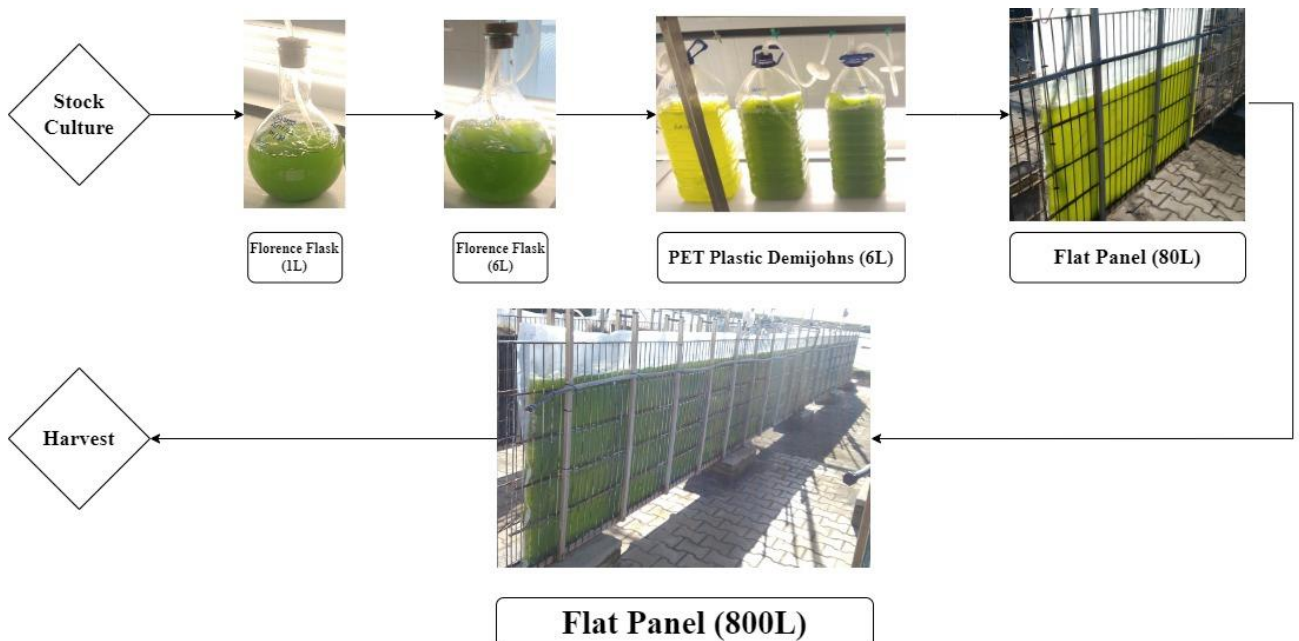 Stock
Culture
Florence Flask
(1L)
Florence Flask
(6L)
PET Plastic Demijohns (6L)
Flat Panel (80L)
Harvest
Flat Panel (800L)